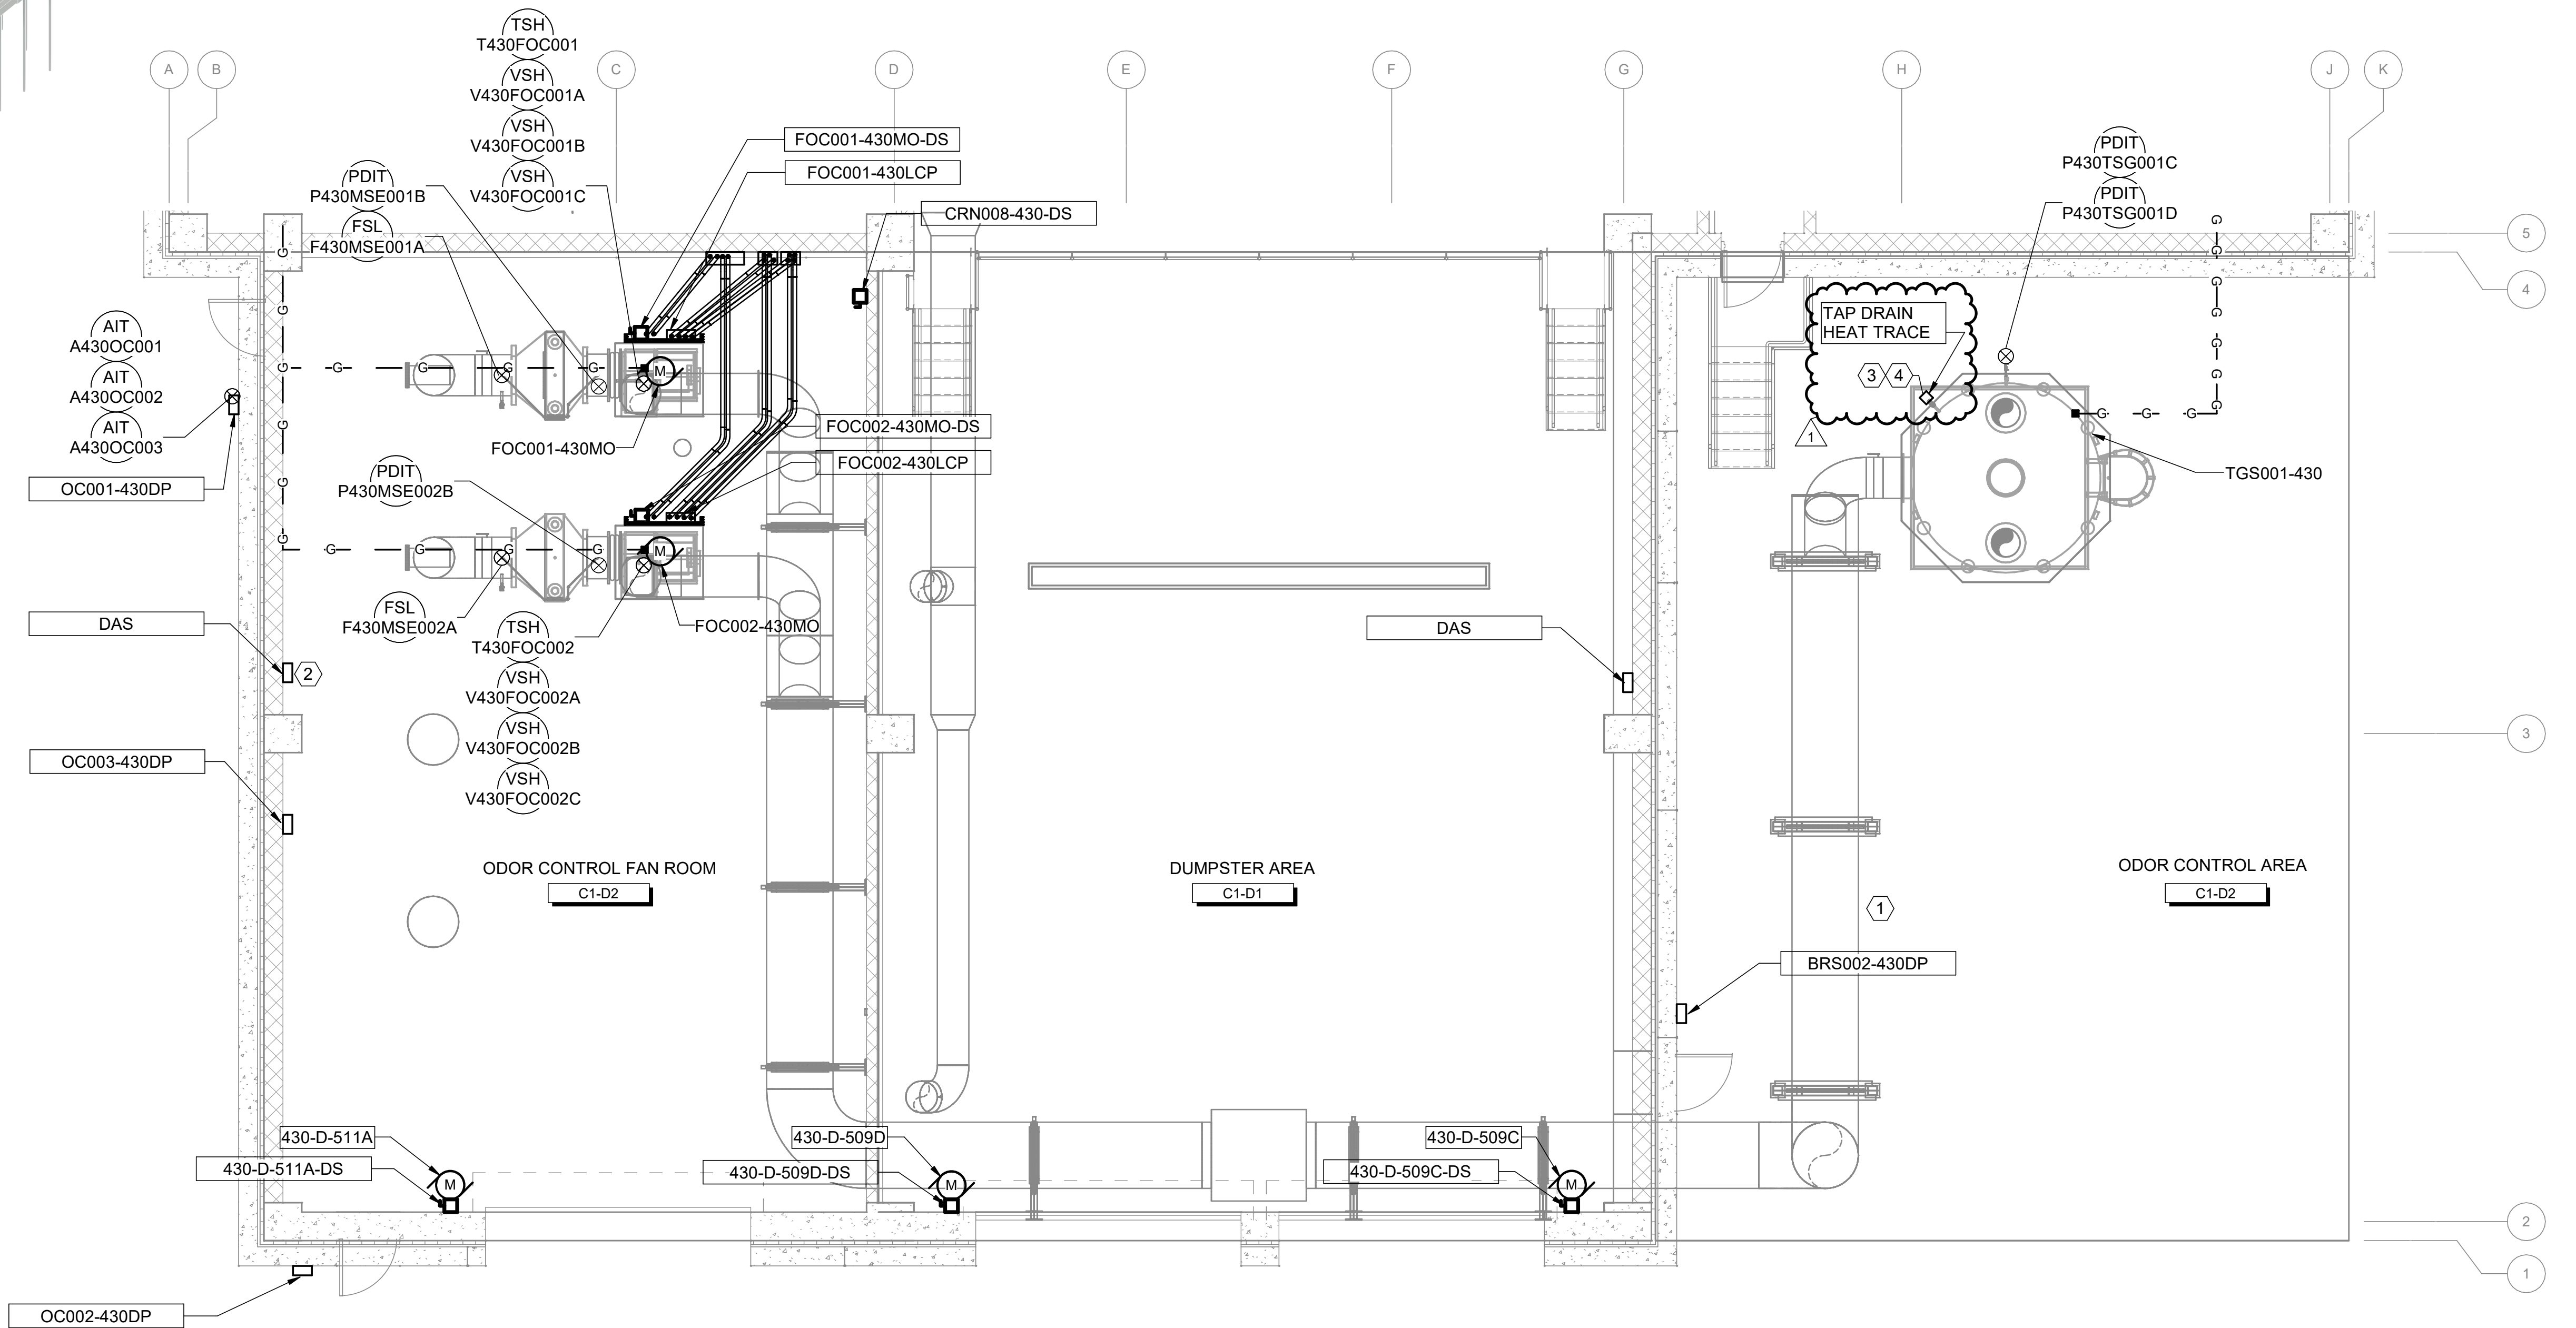 A
B
C
D
E
F
G
H
J
K
TSH
T430FOC001
VSH
V430FOC001A
VSH
V430FOC001B
VSH
V430FOC001C
FOC001-430MO-DS
FOC001-430LCP
CRN008-430-DS
PDIT
P430MSE001B
FSL
F430MSE001A
PDIT
P430TSG001C
PDIT
P430TSG001D
5
4
AIT
A430OC001
AIT
A430OC002
AIT
A430OC003
OC001-430DP
G
G
G
G
G
G
G
G
G
G
M
FOC001-430MO
FOC002-430MO-DS
FOC002-430LCP
TAP DRAIN
HEAT TRACE
3
4
1
G
G
G
G
G
G
G
G
G
G
TGS001-430
PDIT
P430MSE002B
G
G
G
G
M
FSL
F430MSE002A
FOC002-430MO
TSH
T430FOC002
VSH
V430FOC002A
VSH
V430FOC002B
VSH
V430FOC002C
DAS
2
DAS
OC003-430DP
3
ODOR CONTROL FAN ROOM
C1-D2
DUMPSTER AREA
C1-D1
ODOR CONTROL AREA
C1-D2
1
BRS002-430DP
430-D-511A
430-D-511A-DS
M
430-D-509D
430-D-509D-DS
M
430-D-509C
430-D-509C-DS
M
2
1
OC002-430DP